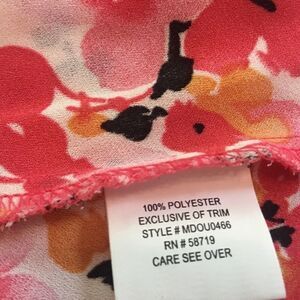 100% POLYESTER
EXCLUSIVE OF TRIM
STYLE # MDOU0466
RN # 58719
CARE SEE OVER